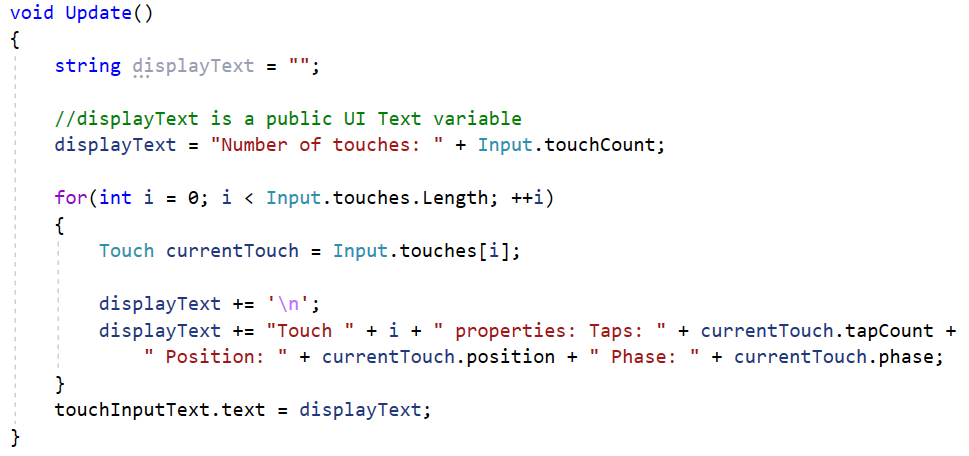 void Update()
{
    string displayText = "";

    //displayText is a public UI Text variable
    displayText = "Number of touches: " + Input.touchCount;

    for(int i = 0; i < Input.touches.Length; ++i)
    {
        Touch currentTouch = Input.touches[i];

        displayText += '\n';
        displayText += "Touch " + i + " properties: Taps: " + currentTouch.tapCount +
            " Position: " + currentTouch.position + " Phase: " + currentTouch.phase;
    }
    touchInputText.text = displayText;
}